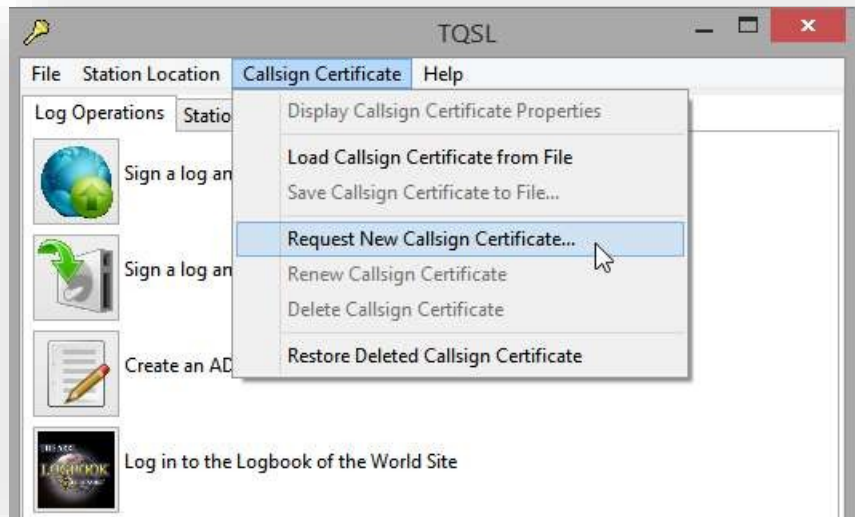 TQSL
File Station Location Callsign Certificate Help
Log Operations Statio
Display Callsign Certificate Properties
Sign a log an
Load Callsign Certificate from File
Save Callsign Certificate to File...
Request New Callsign Certificate...
Sign a log an
Renew Callsign Certificate
Delete Callsign Certificate
Create an AD
Restore Deleted Callsign Certificate
LOGBOOK
Log in to the Logbook of the World Site